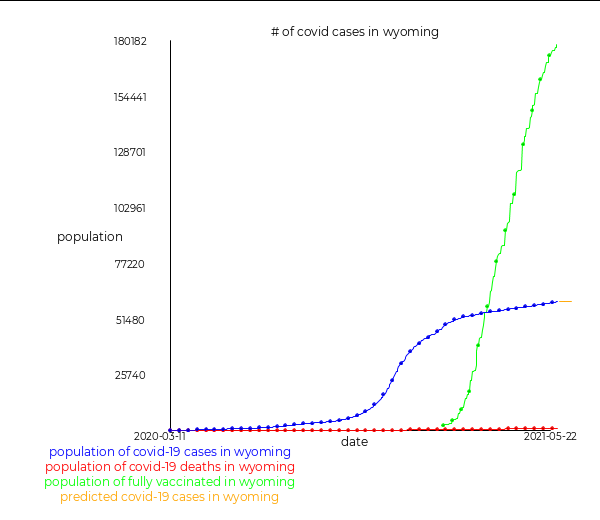 # of covid cases in wyoming
180182
154441
128701
102961
population
77220
51480
25740
2020-03-11
date
2021-05-22
population of covid-19 cases in wyoming
population of covid-19 deaths in wyoming
population of fully vaccinated in wyoming
predicted covid-19 cases in wyoming